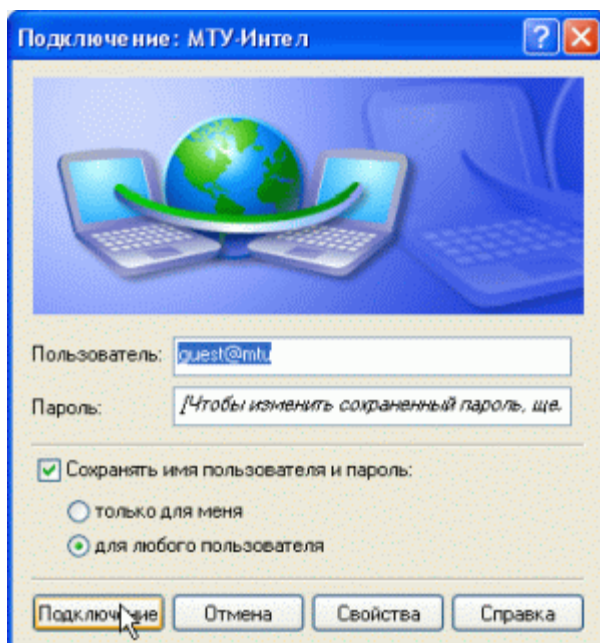 Подключение: МТУ-Интел
Пользователь: guest@mtu
Пароль: [Чтобы изменить сохраненный пароль, ще.
Сохранять имя пользователя и пароль:
только для меня
для любого пользователя
Подключение Отмена Свойства Справка